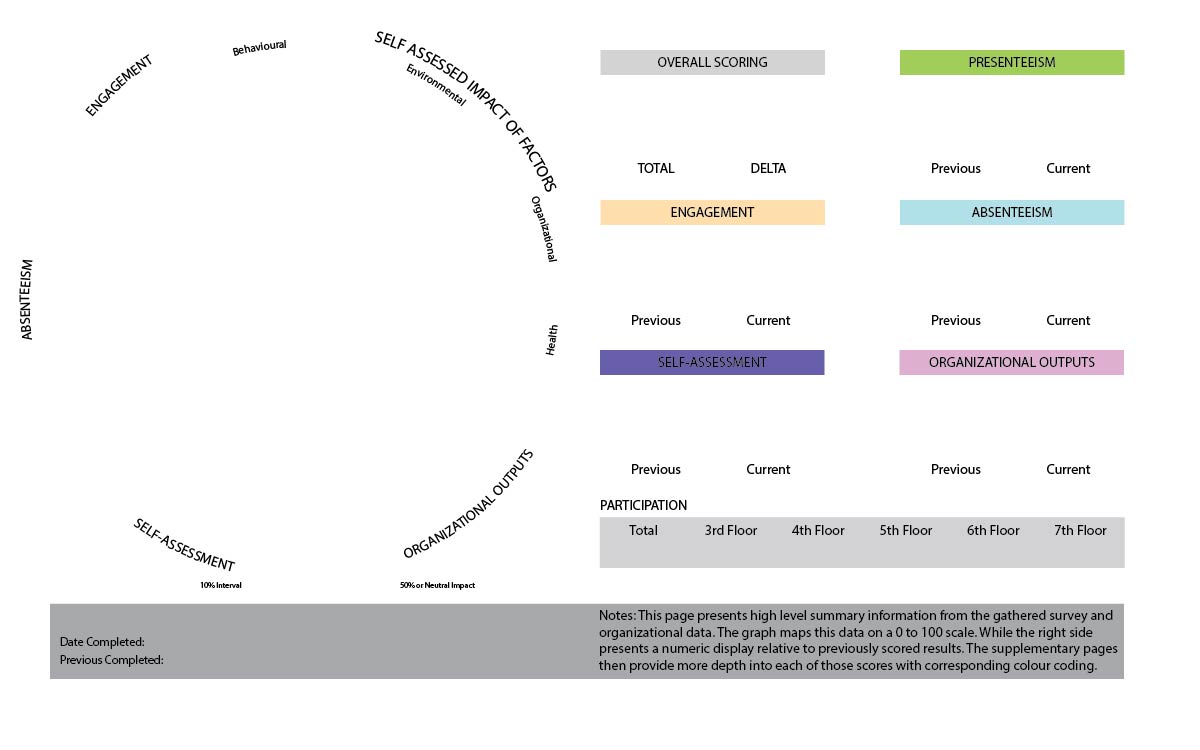 ENGAGEMENT
Behavioural
SELF ASSESSED IMPACT OF FACTORS
Environmental
Organizational
Health
ABSENTEEISM
SELF-ASSESSMENT
ORGANIZATIONAL OUTPUTS
10% Interval
50% or Neutral Impact
OVERALL SCORING
PRESENTEEISM
TOTAL DELTA
Previous Current
ENGAGEMENT
ABSENTEEISM
Previous Current
Previous Current
SELF-ASSESSMENT
ORGANIZATIONAL OUTPUTS
Previous Current
Previous Current
PARTICIPATION
Total 3rd Floor 4th Floor 5th Floor 6th Floor 7th Floor
Date Completed:
Previous Completed:
Notes: This page presents high level summary information from the gathered survey and
organizational data. The graph maps this data on a 0 to 100 scale. While the right side
presents a numeric display relative to previously scored results. The supplementary pages
then provide more depth into each of those scores with corresponding colour coding.